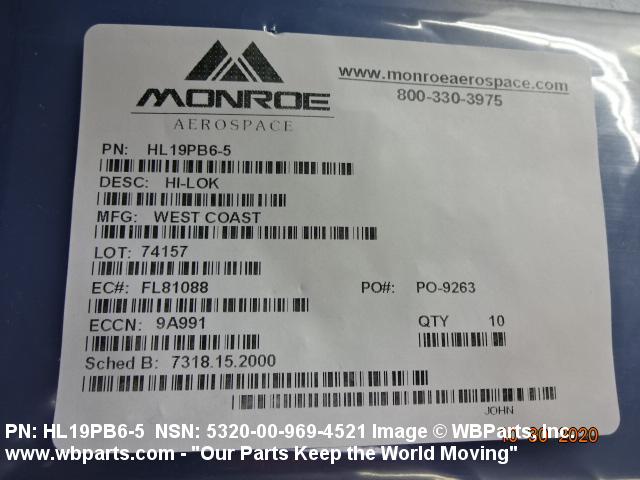 MONROE
AEROSPACE
www.monroeaerospace.com
800-330-3975
PN: HL19PB6-5
DESC: HI-LOK
MFG: WEST COAST
LOT: 74157
EC#: FL81088 PO#: PO-9263
ECCN: 9A991 QTY 10
Sched B: 7318.15.2000
JOHN
PN: HL19PB6-5 NSN: 5320-00-969-4521 Image © WBParts, Inc.
10 30 2020
www.wbparts.com - "Our Parts Keep the World Moving"